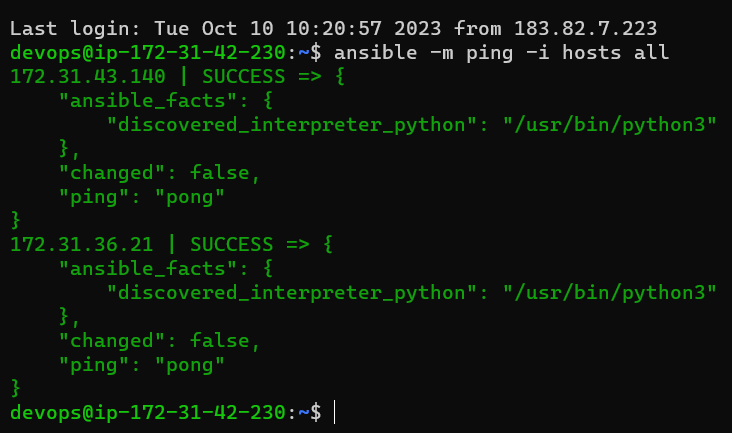 Last login: Tue Oct 10 10:20:57 2023 from 183.82.7.223
devops@ip-172-31-42-230:~$ ansible -m ping -i hosts all
172.31.43.140 | SUCCESS => {
    "ansible_facts": {
        "discovered_interpreter_python": "/usr/bin/python3"
    },
    "changed": false,
    "ping": "pong"
}
172.31.36.21 | SUCCESS => {
    "ansible_facts": {
        "discovered_interpreter_python": "/usr/bin/python3"
    },
    "changed": false,
    "ping": "pong"
}
devops@ip-172-31-42-230:~$